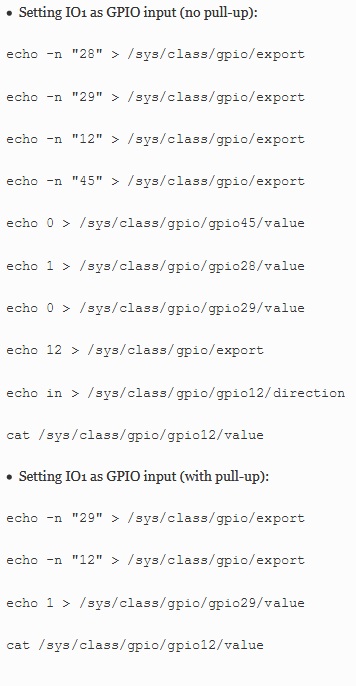 • Setting IO1 as GPIO input (no pull-up):
echo -n "28" > /sys/class/gpio/export
echo -n "29" > /sys/class/gpio/export
echo -n "12" > /sys/class/gpio/export
echo -n "45" > /sys/class/gpio/export
echo 0 > /sys/class/gpio/gpio45/value
echo 1 > /sys/class/gpio/gpio28/value
echo 0 > /sys/class/gpio/gpio29/value
echo 12 > /sys/class/gpio/export
echo in > /sys/class/gpio/gpio12/direction
cat /sys/class/gpio/gpio12/value
• Setting IO1 as GPIO input (with pull-up):
echo -n "29" > /sys/class/gpio/export
echo -n "12" > /sys/class/gpio/export
echo 1 > /sys/class/gpio/gpio29/value
cat /sys/class/gpio/gpio12/value